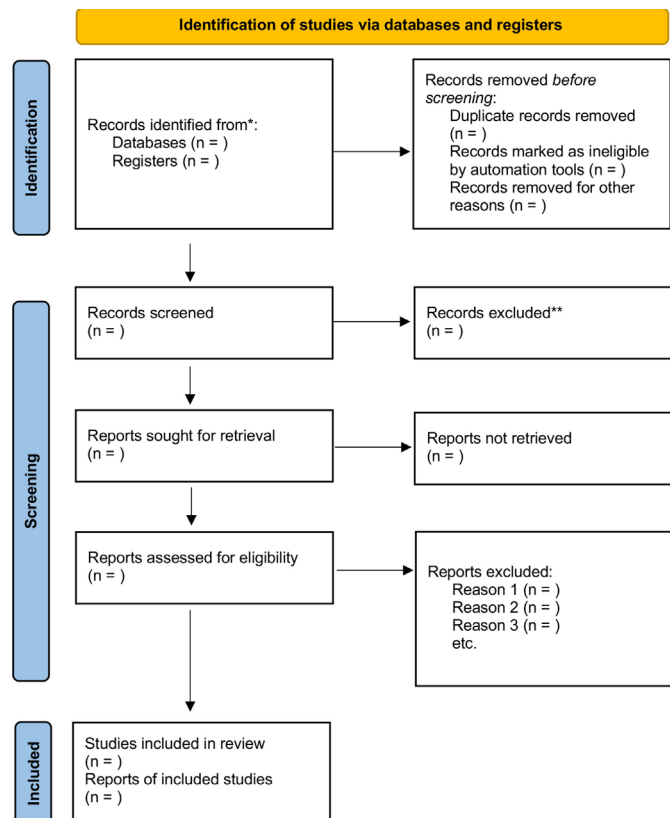 Identification of studies via databases and registers
Identification
Records identified from*:
Databases (n = )
Registers (n = )
Records removed before
screening:
Duplicate records removed
(n = )
Records marked as ineligible
by automation tools (n = )
Records removed for other
reasons (n = )
Screening
Records screened
(n = )
Records excluded**
(n = )
Reports sought for retrieval
(n = )
Reports not retrieved
(n = )
Reports assessed for eligibility
(n = )
Reports excluded:
Reason 1 (n = )
Reason 2 (n = )
Reason 3 (n = )
etc.
Included
Studies included in review
(n = )
Reports of included studies
(n = )